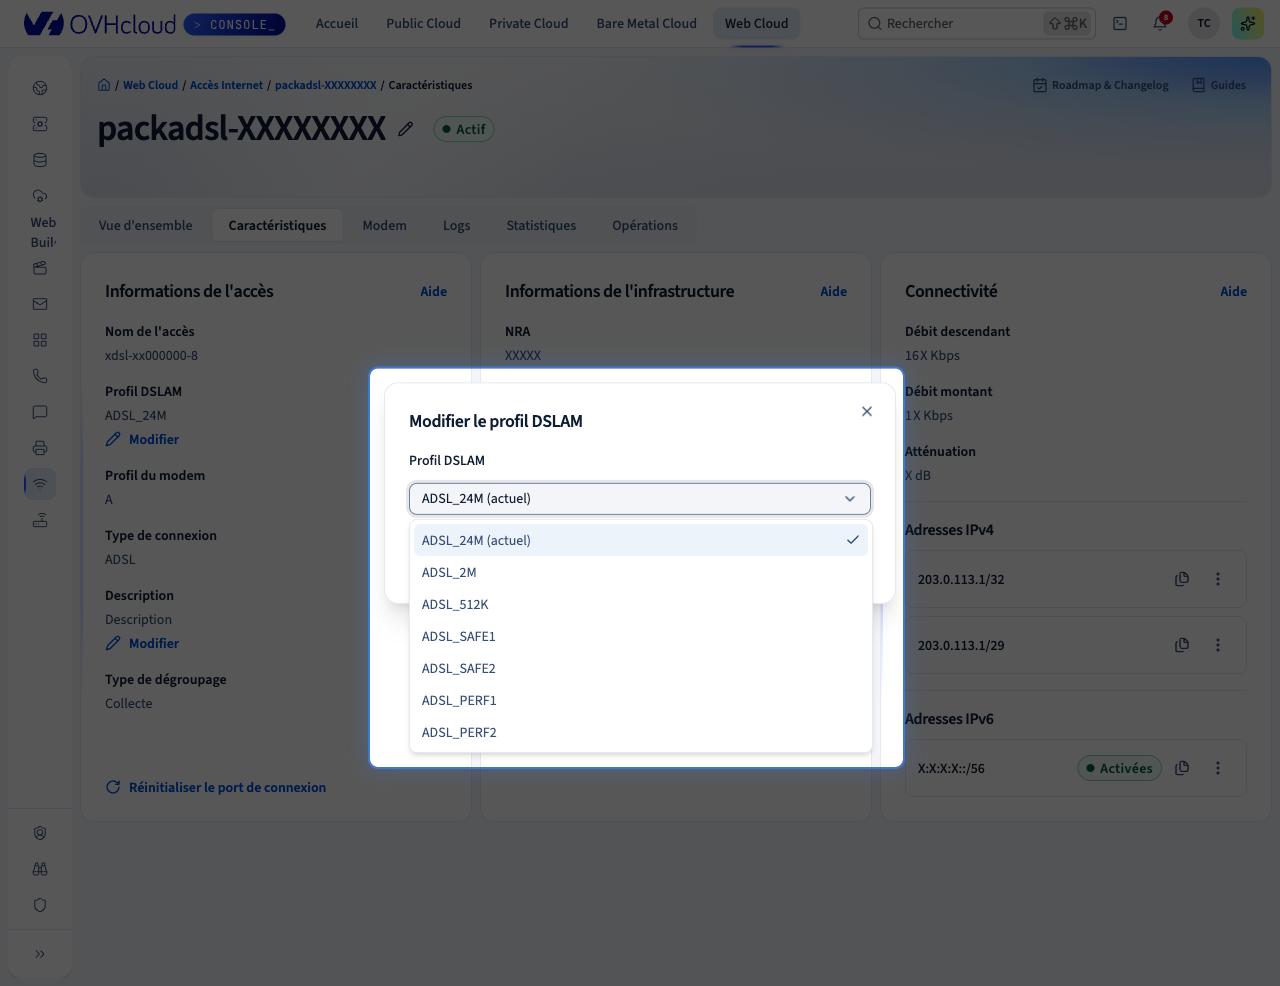 OVHcloud
> CONSOLE_
Accueil
Public Cloud
Private Cloud
Bare Metal Cloud
Web Cloud
Rechercher
⇧⌘K
8
TC
/ Web Cloud / Accès Internet / packadsl-XXXXXXXX / Caractéristiques
Roadmap & Changelog
Guides
packadsl-XXXXXXXX
Actif
Web
Vue d'ensemble
Caractéristiques
Modem
Logs
Statistiques
Opérations
Informations de l'accès
Aide
Nom de l'accès
xdsl-xx000000-8
Profil DSLAM
ADSL_24M
Modifier
Profil du modem
A
Type de connexion
ADSL
Description
Description
Modifier
Type de dégroupage
Collecte
Réinitialiser le port de connexion
Informations de l'infrastructure
Aide
NRA
XXXXX
Modifier le profil DSLAM
Profil DSLAM
ADSL_24M (actuel)
ADSL_24M (actuel)
ADSL_2M
ADSL_512K
ADSL_SAFE1
ADSL_SAFE2
ADSL_PERF1
ADSL_PERF2
Connectivité
Aide
Débit descendant
16X Kbps
Débit montant
1X Kbps
Atténuation
X dB
Adresses IPv4
203.0.113.1/32
203.0.113.1/29
Adresses IPv6
X:X:X:X::/56
Activées